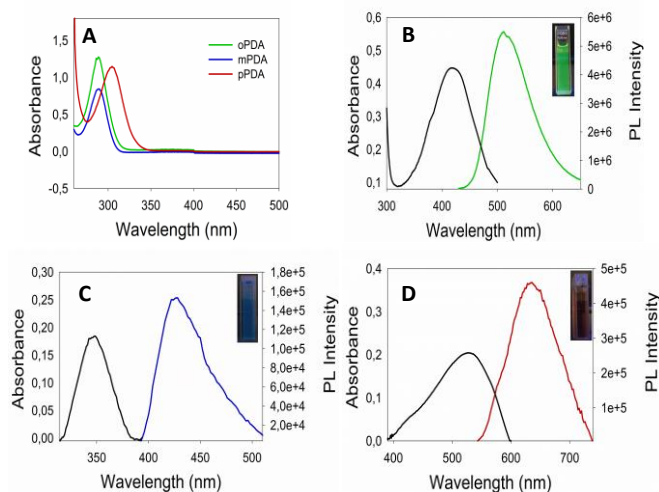 A
oPDA
mPDA
pPDA
Absorbance
1,5
1,0
0,5
0,0
-0,5
300 350 400 450 500
Wavelength (nm)
B
Absorbance
0,6
0,5
0,4
0,3
0,2
0,1
6e+6
5e+6
4e+6
3e+6
2e+6
1e+6
0
PL Intensity
300 400 500 600
Wavelength (nm)
C
Absorbance
0,30
0,25
0,20
0,15
0,10
0,05
0,00
1,8e+5
1,6e+5
1,4e+5
1,2e+5
1,0e+5
8,0e+4
6,0e+4
4,0e+4
2,0e+4
PL Intensity
350 400 450 500
Wavelength (nm)
D
Absorbance
0,4
0,3
0,2
0,1
0,0
5e+5
4e+5
3e+5
2e+5
1e+5
PL Intensity
400 500 600 700
Wavelength (nm)